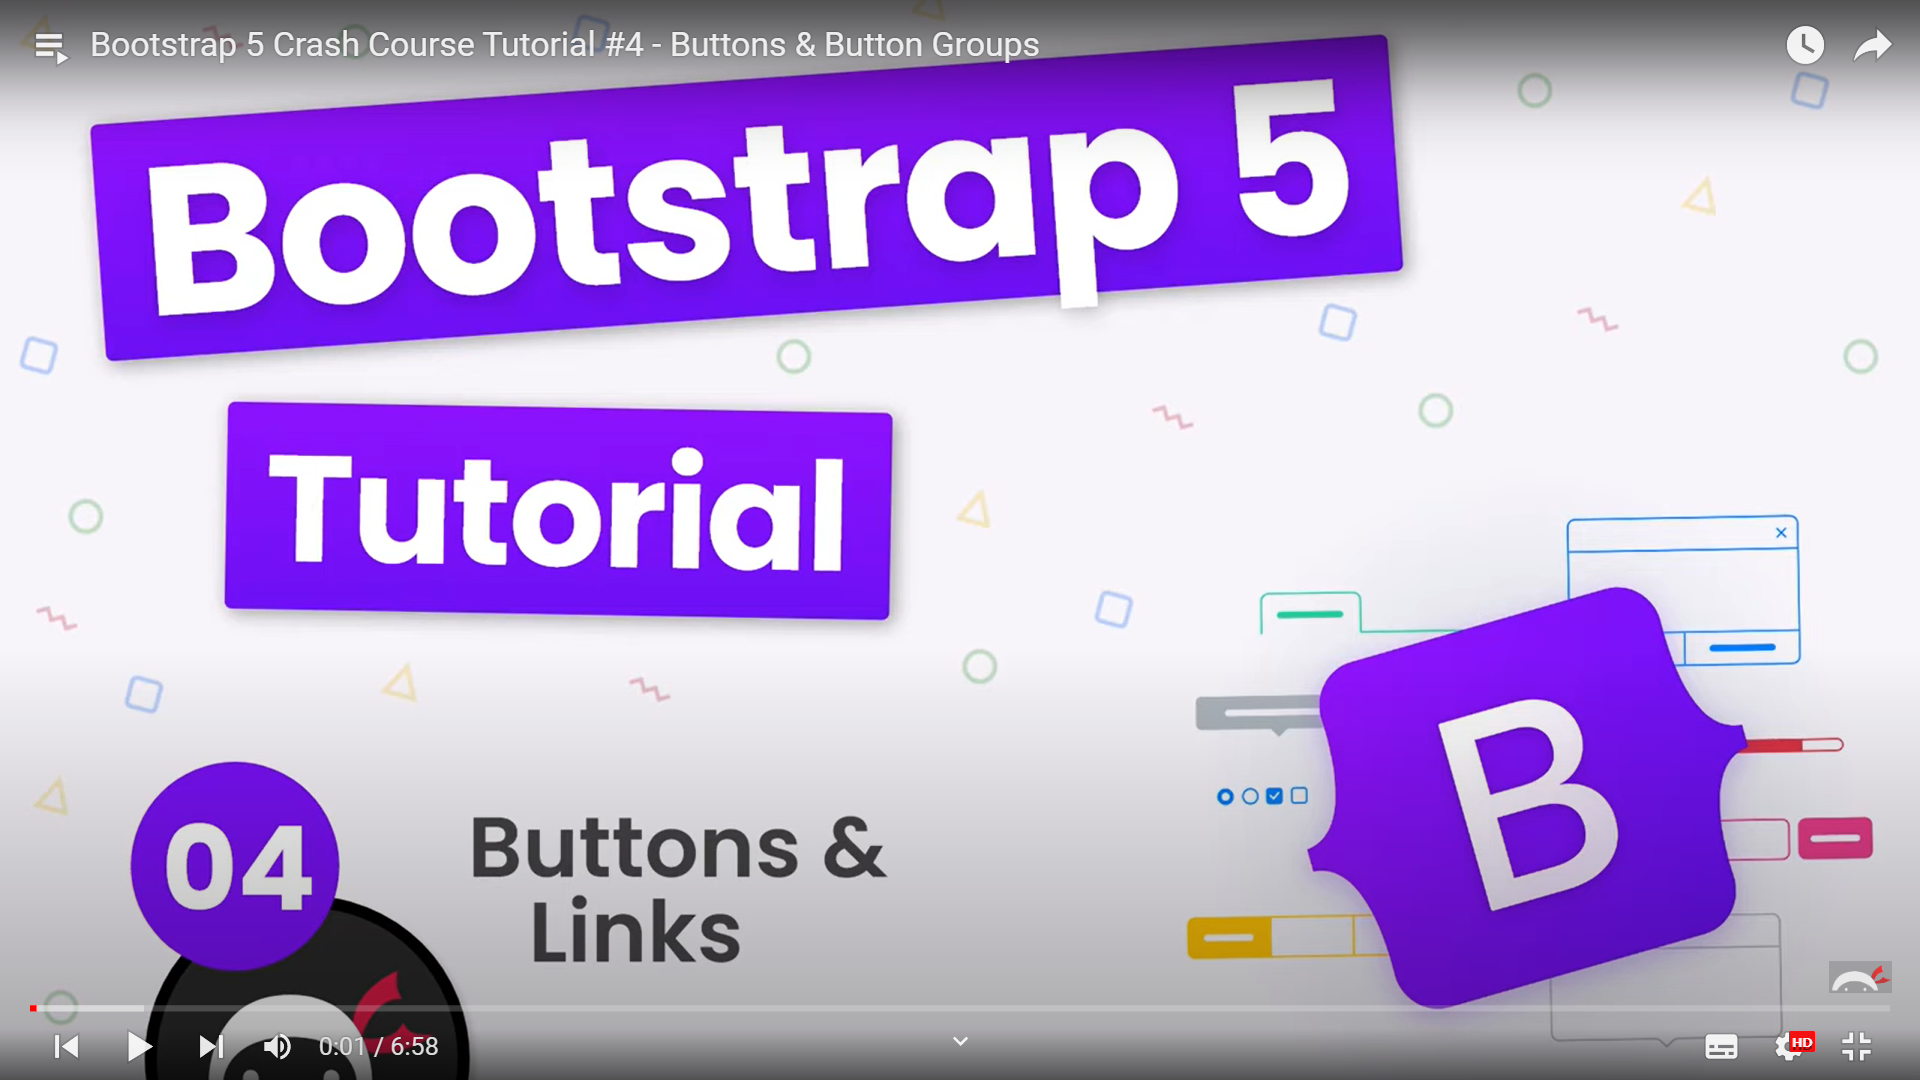 Bootstrap 5 Crash Course Tutorial #4 - Buttons & Button Groups
Bootstrap 5
Tutorial
04
Buttons &
Links
B
0:01 / 6:58
HD